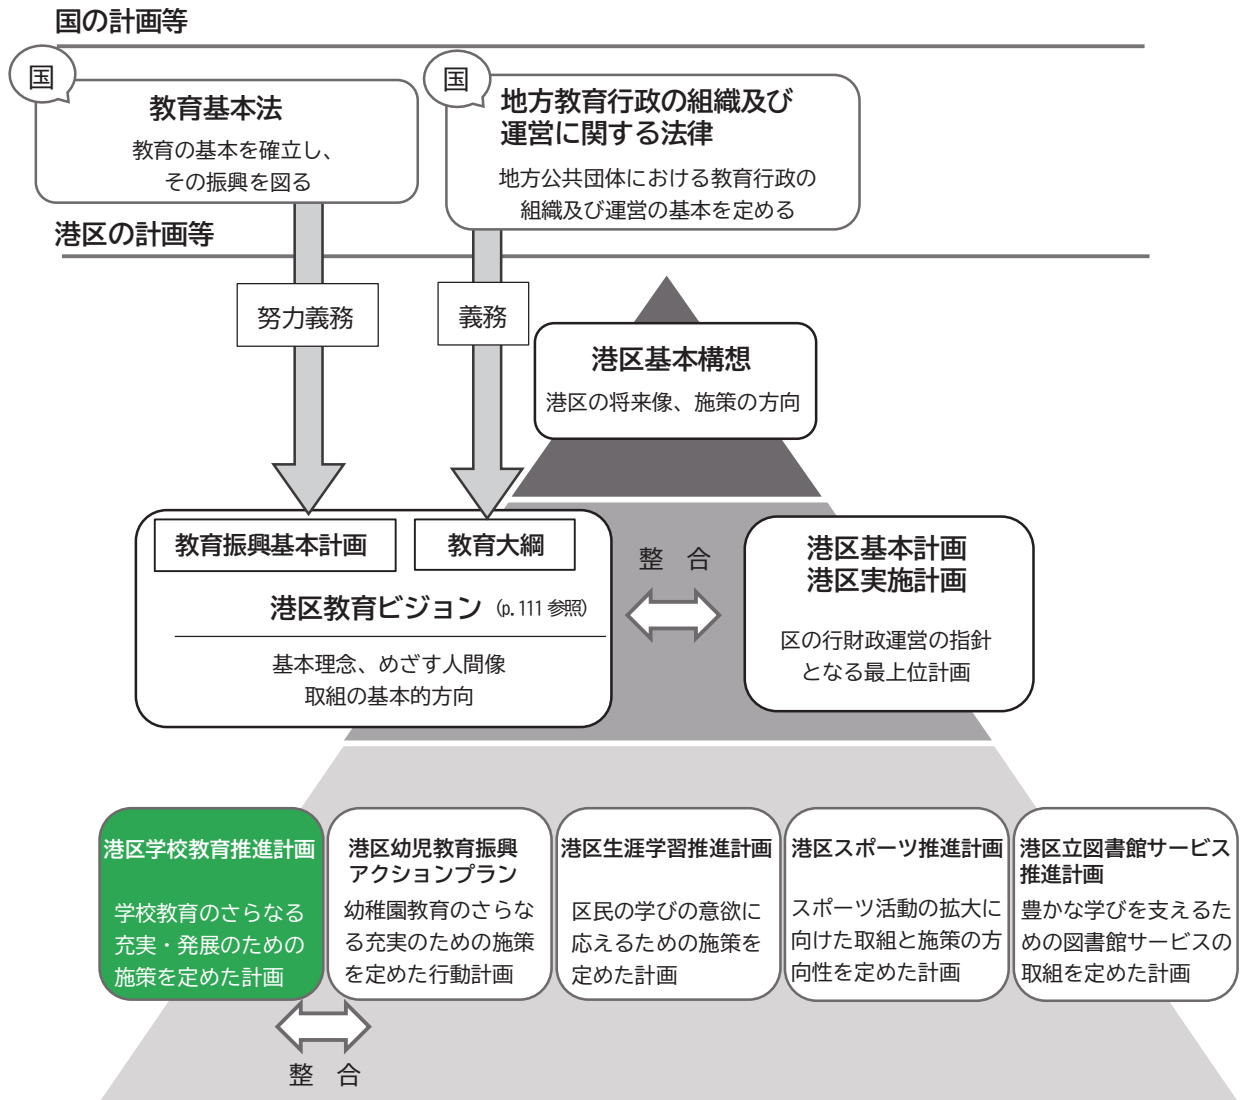 国の計画等
国
教育基本法
教育の基本を確立し、
その振興を図る
国
地方教育行政の組織及び
運営に関する法律
地方公共団体における教育行政の
組織及び運営の基本を定める
港区の計画等
努力義務
義務
港区基本構想
港区の将来像、施策の方向
教育振興基本計画
教育大綱
港区教育ビジョン（p.111 参照）
基本理念、めざす人間像
取組の基本的方向
整　合
港区基本計画
港区実施計画
区の行財政運営の指針
となる最上位計画
港区学校教育推進計画
学校教育のさらなる
充実・発展のための
施策を定めた計画
港区幼児教育振興
アクションプラン
幼稚園教育のさらな
る充実のための施策
を定めた行動計画
港区生涯学習推進計画
区民の学びの意欲に
応えるための施策を
定めた計画
港区スポーツ推進計画
スポーツ活動の拡大に
向けた取組と施策の方
向性を定めた計画
港区立図書館サービス
推進計画
豊かな学びを支えるた
めの図書館サービスの
取組を定めた計画
整　合